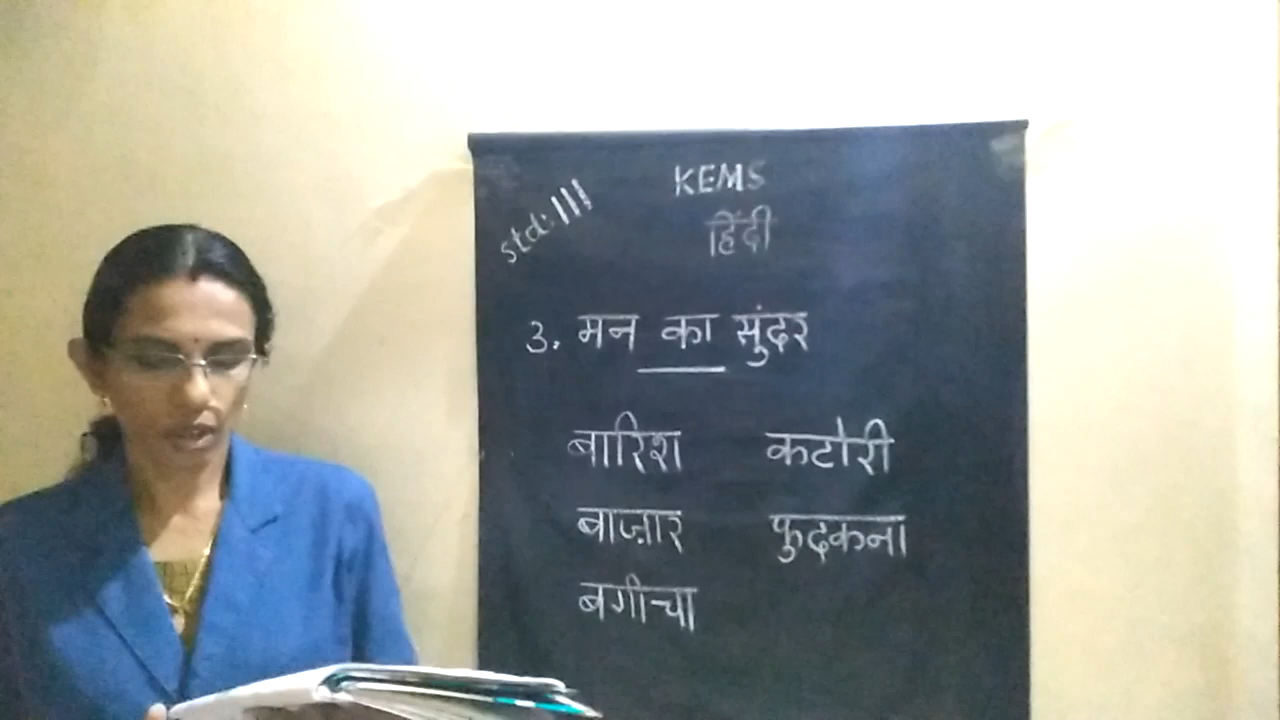 KEMS
std: III
हिंदी
3. मन का सुंदर
बारिश कटोरी
बाज़ार फुदकना
बगीचा